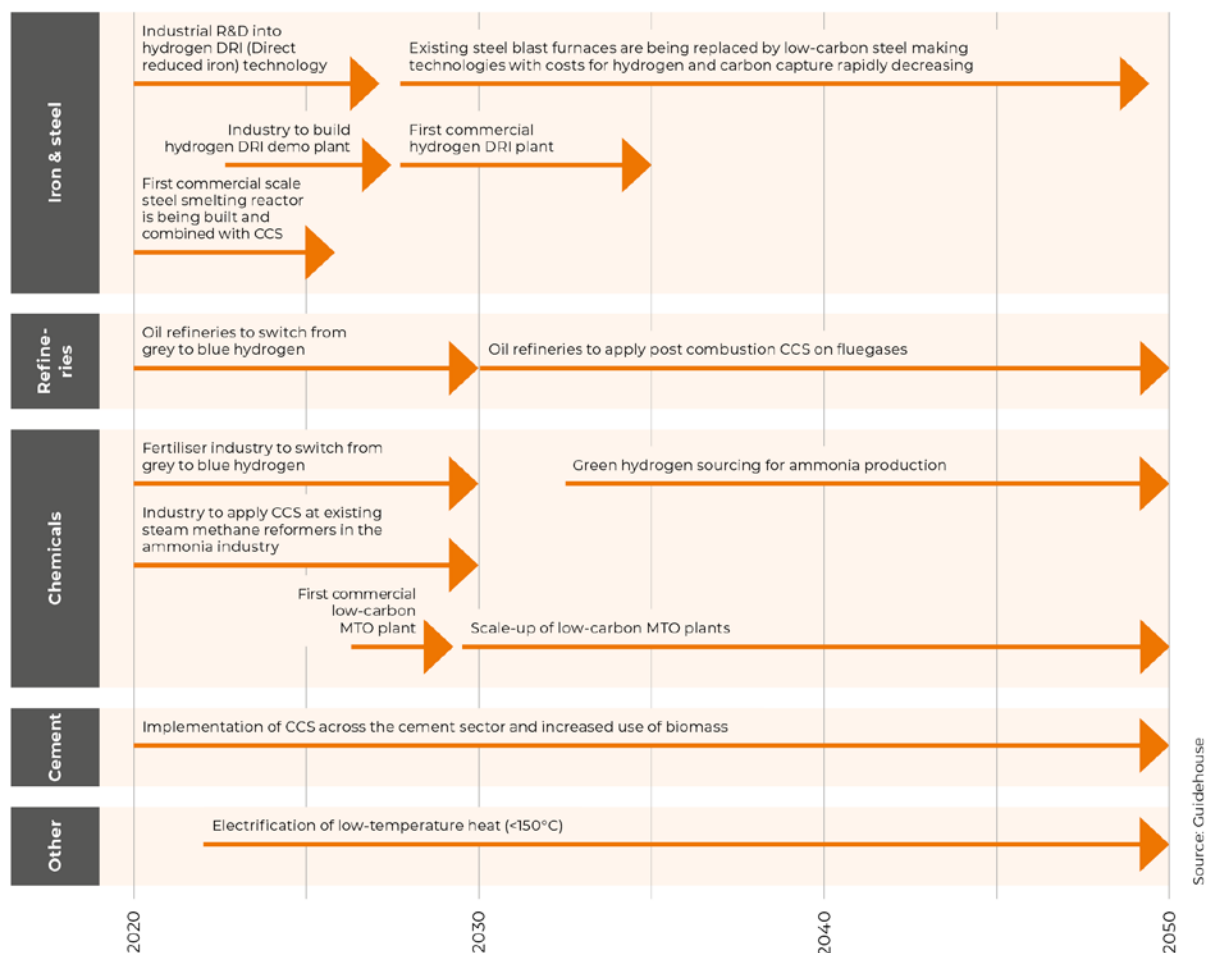 Iron & steel
Industrial R&D into
hydrogen DRI (Direct
reduced iron) technology
Existing steel blast furnaces are being replaced by low-carbon steel making
technologies with costs for hydrogen and carbon capture rapidly decreasing
Industry to build
hydrogen DRI demo plant
First commercial
hydrogen DRI plant
First commercial scale
steel smelting reactor
is being built and
combined with CCS
Refine-
ries
Oil refineries to switch from
grey to blue hydrogen
Oil refineries to apply post combustion CCS on fluegases
Chemicals
Fertiliser industry to switch from
grey to blue hydrogen
Green hydrogen sourcing for ammonia production
Industry to apply CCS at existing
steam methane reformers in the
ammonia industry
First commercial
low-carbon
MTO plant
Scale-up of low-carbon MTO plants
Cement
Implementation of CCS across the cement sector and increased use of biomass
Other
Electrification of low-temperature heat (<150°C)
2020
2030
2040
2050
Source: Guidehouse